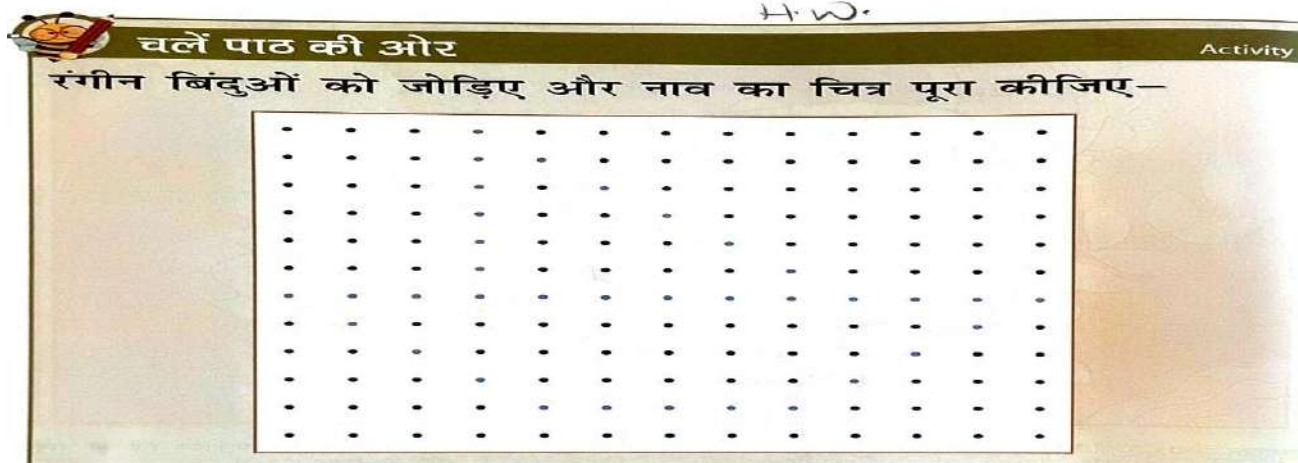 H.W.
चलें पाठ की ओर
Activity
रंगीन बिंदुओं को जोड़िए और नाव का चित्र पूरा कीजिए–